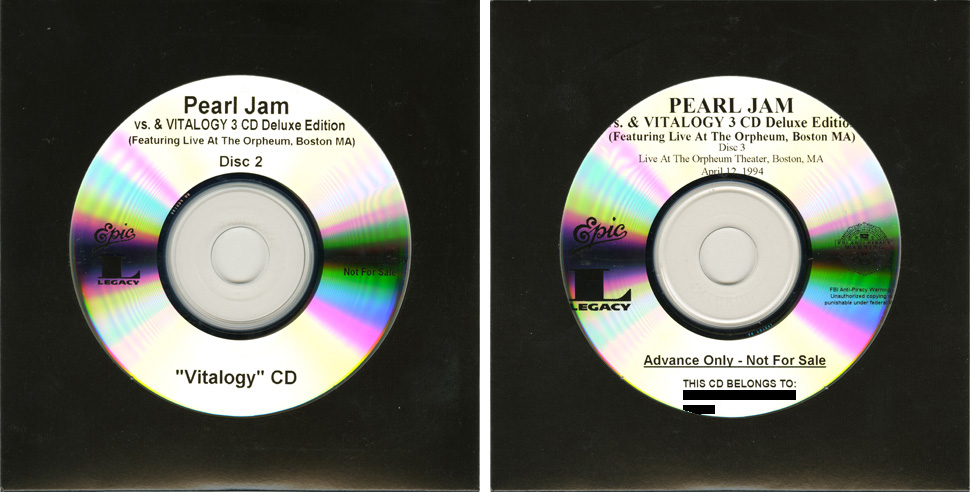 Pearl Jam
vs. & VITALOGY 3 CD Deluxe Edition
(Featuring Live At The Orpheum, Boston MA)
Disc 2
Epic
L
LEGACY
Not For Sale
"Vitalogy" CD
PEARL JAM
s. & VITALOGY 3 CD Deluxe Editio
(Featuring Live At The Orpheum, Boston MA)
Disc 3
Live At The Orpheum Theater, Boston, MA
April 12, 1994
Epic
L
LEGACY
FBI Anti-Piracy Warning
Unauthorized copying
punishable under federa
Advance Only - Not For Sale
THIS CD BELONGS TO: